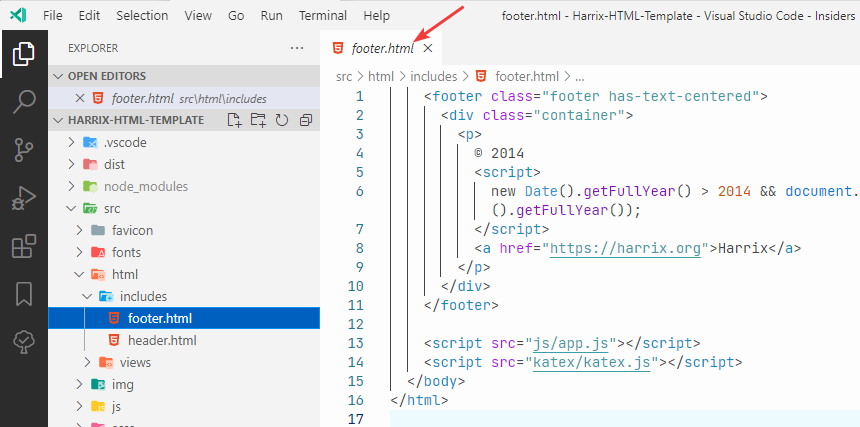 File Edit Selection View Go Run Terminal Help footer.html - Harrix-HTML-Template - Visual Studio Code - Insiders
EXPLORER ...
OPEN EDITORS
footer.html src\html\includes
HARRIX-HTML-TEMPLATE
.vscode
dist
node_modules
src
favicon
fonts
html
includes
footer.html
header.html
views
img
js
footer.html
src > html > includes > footer.html > ...
1 <footer class="footer has-text-centered">
2 <div class="container">
3 <p>
4 © 2014
5 <script>
6 new Date().getFullYear() > 2014 && document.
().getFullYear());
7 </script>
8 <a href="https://harrix.org">Harrix</a>
9 </p>
10 </div>
11 </footer>
12
13 <script src="js/app.js"></script>
14 <script src="katex/katex.js"></script>
15 </body>
16 </html>
17